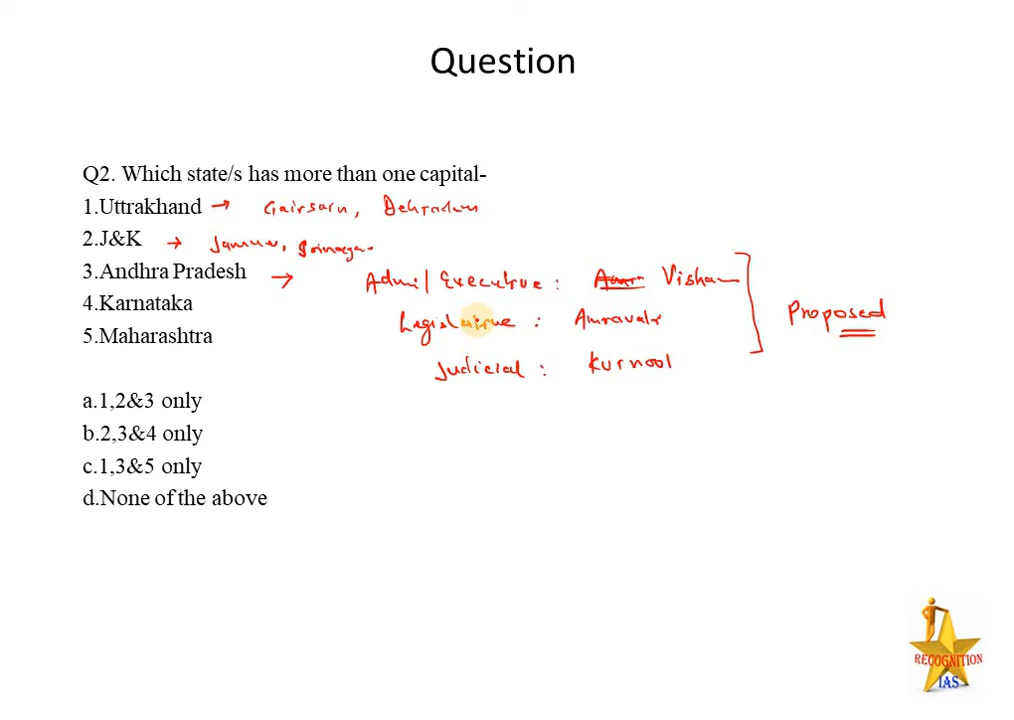 Question
Q2. Which state/s has more than one capital-
1.Uttrakhand → Gairsain, Dehradun
2.J&K → Jammu, Srinagar
3.Andhra Pradesh → Admi/Executive : Visha
4.Karnataka Legislative : Amravati
5.Maharashtra Judicial : Kurnool
Proposed
a.1,2&3 only
b.2,3&4 only
c.1,3&5 only
d.None of the above
RECOGNITION
IAS